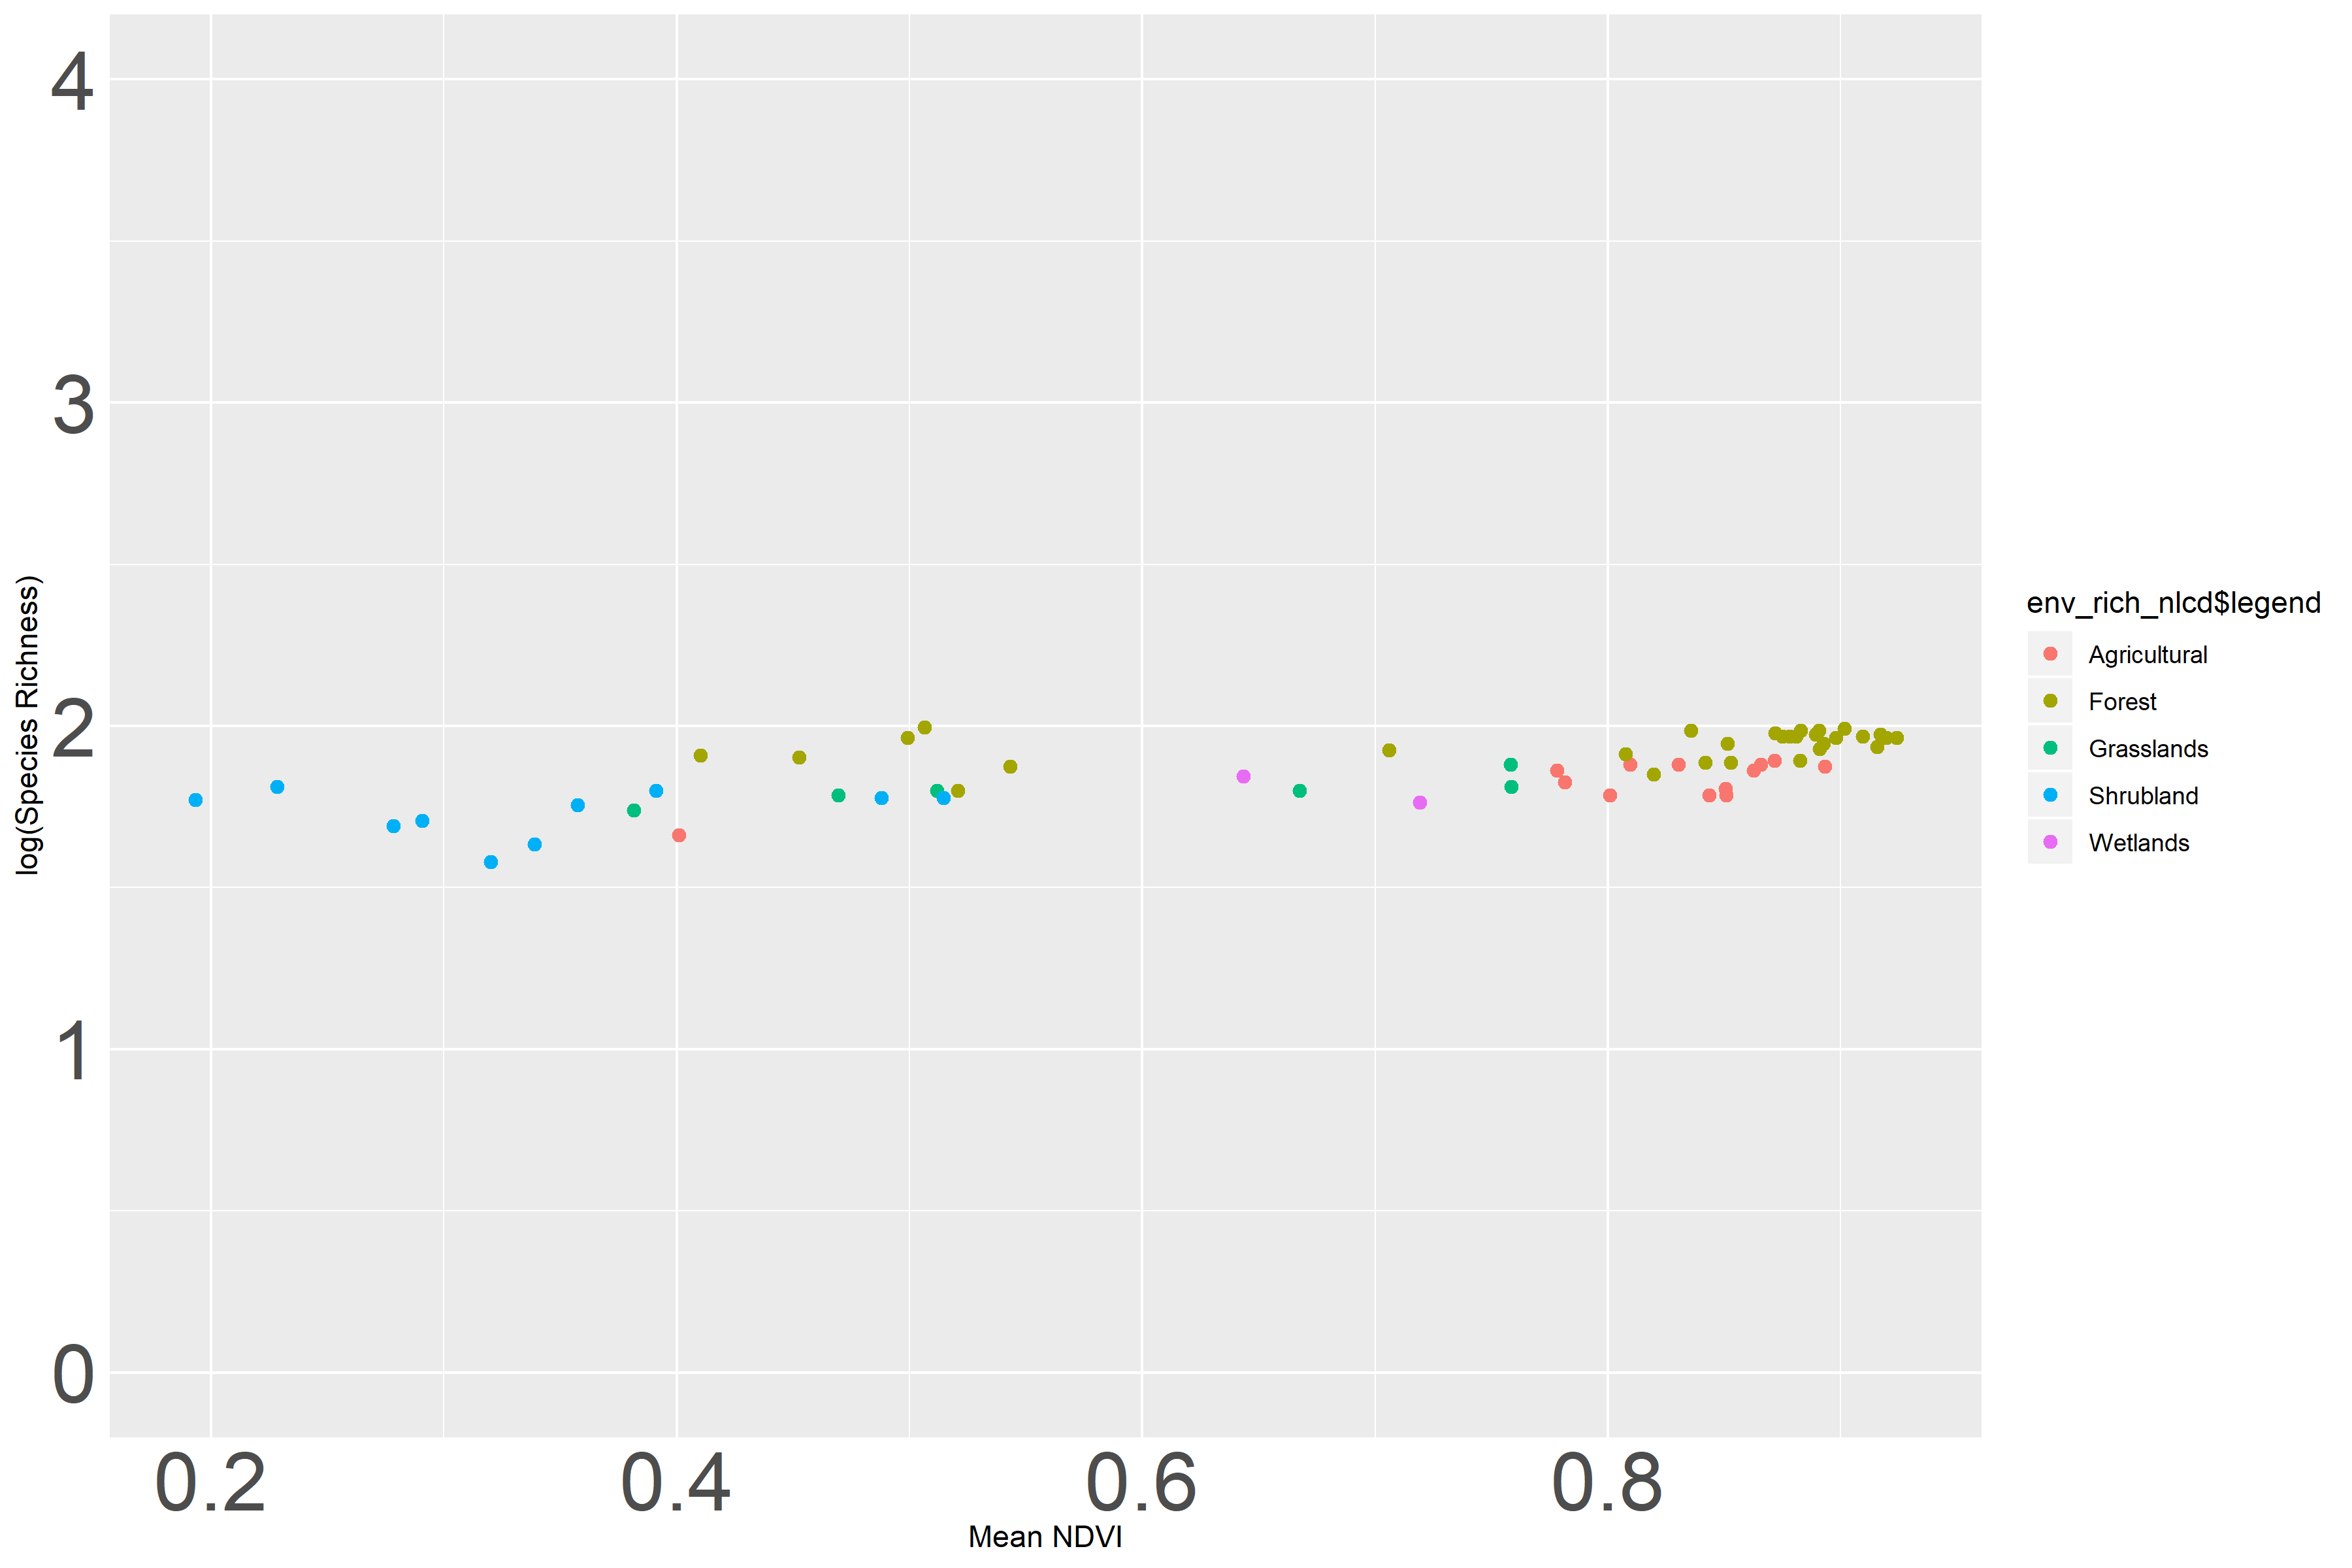 4
3
2
1
0
log(Species Richness)
0.2
0.4
0.6
0.8
Mean NDVI
env_rich_nlcd$legend
Agricultural
Forest
Grasslands
Shrubland
Wetlands